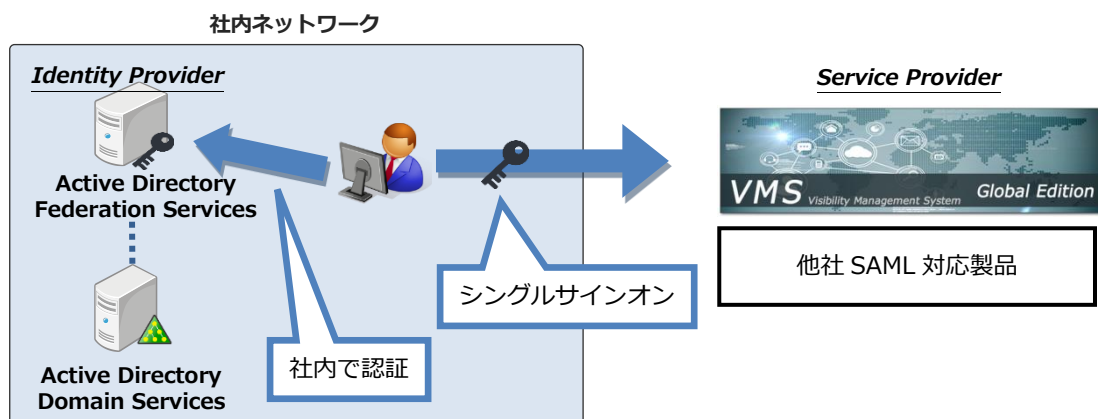 社内ネットワーク
Identity Provider
Active Directory
Federation Services
Active Directory
Domain Services
社内で認証
シングルサインオン
Service Provider
VMS Visibility Management System Global Edition
他社 SAML 対応製品